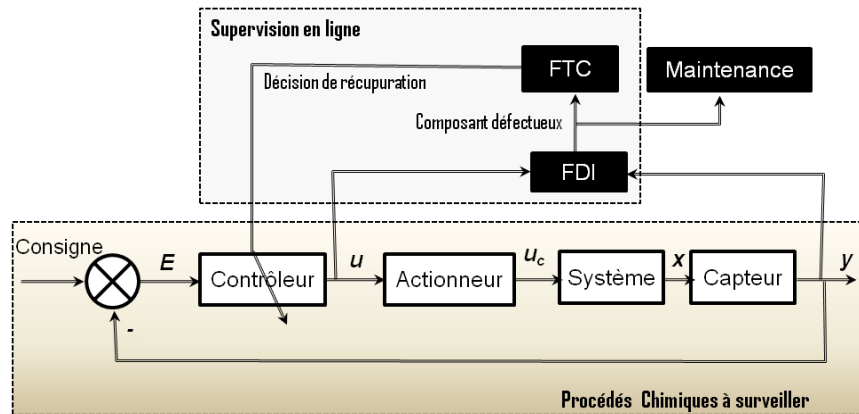 Supervision en ligne
FTC
Maintenance
Décision de récupuration
Composant défectueux
FDI
Consigne
E
Contrôleur
u
Actionneur
uc
Système
x
Capteur
y
-
Procédés Chimiques à surveiller